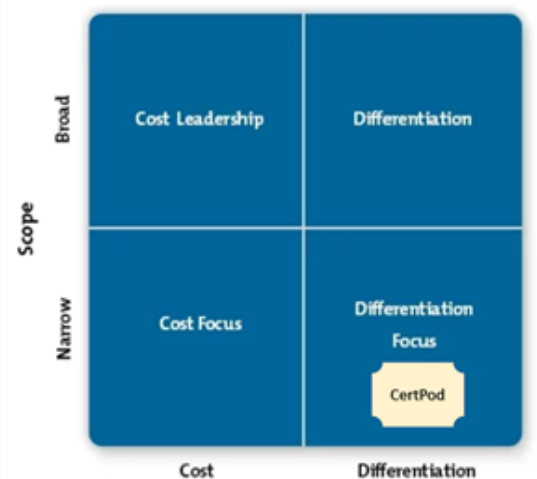 Broad
Cost Leadership
Differentiation
Scope
Narrow
Cost Focus
Differentiation
Focus
CertPod
Cost
Differentiation